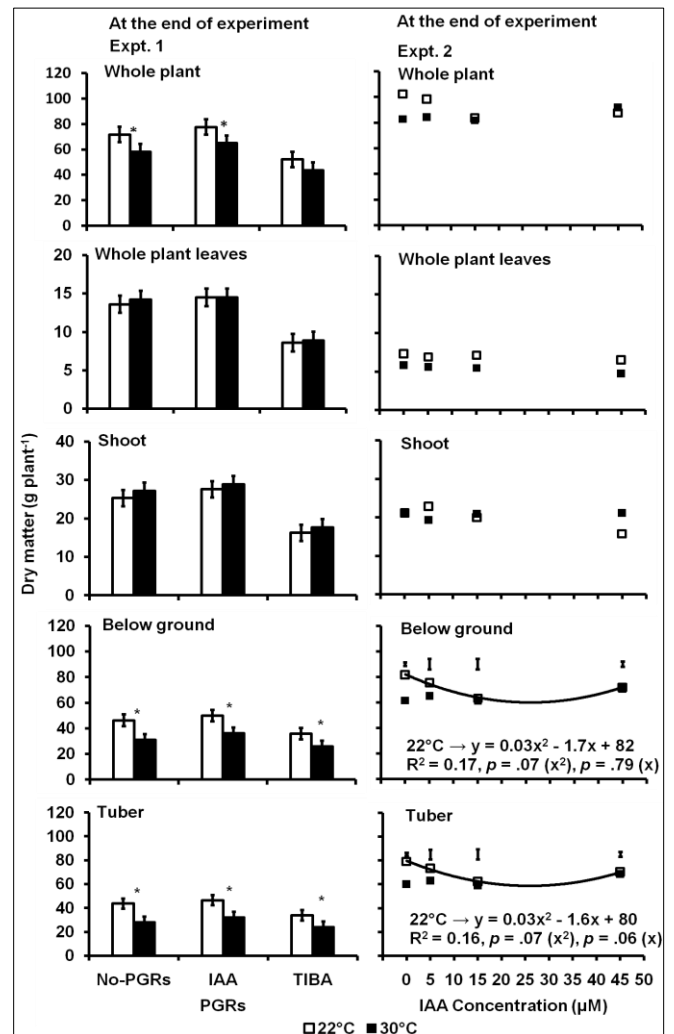 At the end of experiment
Expt. 1
Whole plant
120
100
80
60
40
20
0
*
*
Whole plant leaves
20
15
10
5
0
Shoot
40
30
20
10
0
Below ground
120
100
80
60
40
20
0
*
*
*
Tuber
120
100
80
60
40
20
0
*
*
*
No-PGRs IAA TIBA
PGRs
Dry matter (g plant⁻¹)
At the end of experiment
Expt. 2
Whole plant
Whole plant leaves
Shoot
Below ground
22°C → y = 0.03x² - 1.7x + 82
R² = 0.17, p = .07 (x²), p = .79 (x)
Tuber
22°C → y = 0.03x² - 1.6x + 80
R² = 0.16, p = .07 (x²), p = .06 (x)
0 5 10 15 20 25 30 35 40 45 50
IAA Concentration (µM)
□22°C ■30°C